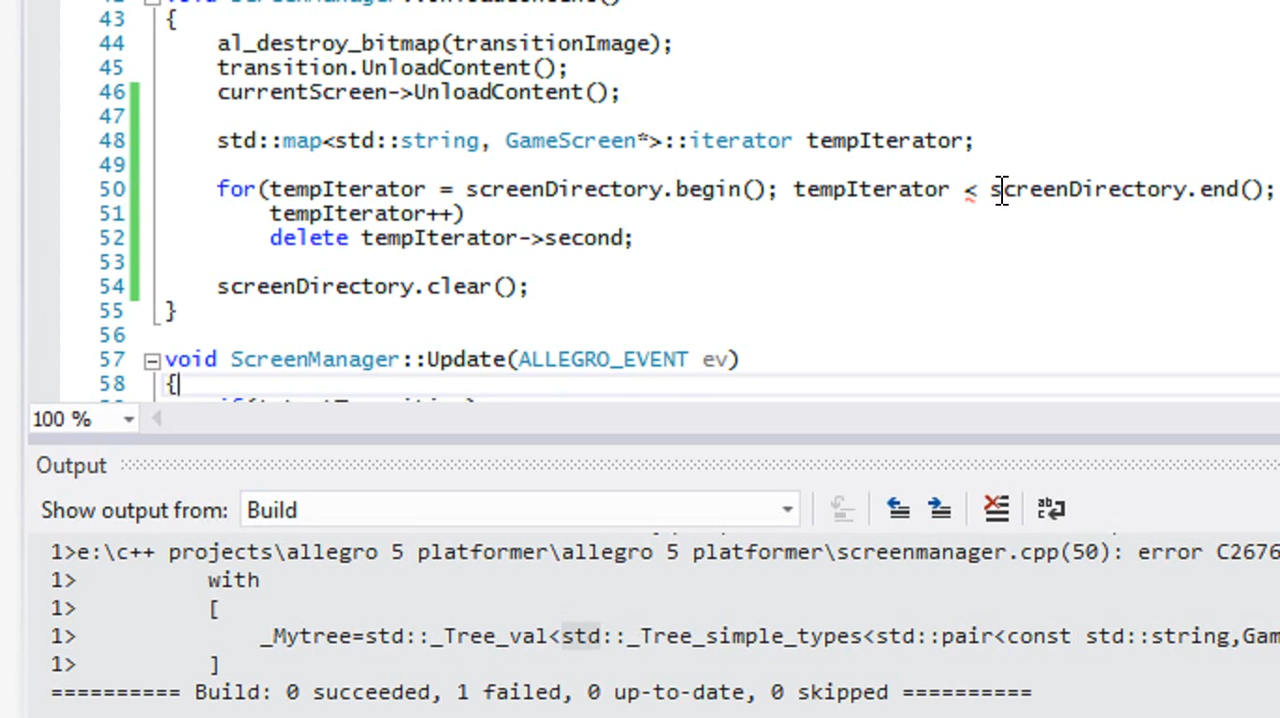 43 {
44 al_destroy_bitmap(transitionImage);
45 transition.UnloadContent();
46 currentScreen->UnloadContent();
47
48 std::map<std::string, GameScreen*>::iterator tempIterator;
49
50 for(tempIterator = screenDirectory.begin(); tempIterator < screenDirectory.end();
51 tempIterator++)
52 delete tempIterator->second;
53
54 screenDirectory.clear();
55 }
56
57 void ScreenManager::Update(ALLEGRO_EVENT ev)
58 {
100 %
Output
Show output from: Build
1>e:\c++ projects\allegro 5 platformer\allegro 5 platformer\screenmanager.cpp(50): error C2676
1> with
1> [
1> _Mytree=std::_Tree_val<std::_Tree_simple_types<std::pair<const std::string,Gam
1> ]
========== Build: 0 succeeded, 1 failed, 0 up-to-date, 0 skipped ==========